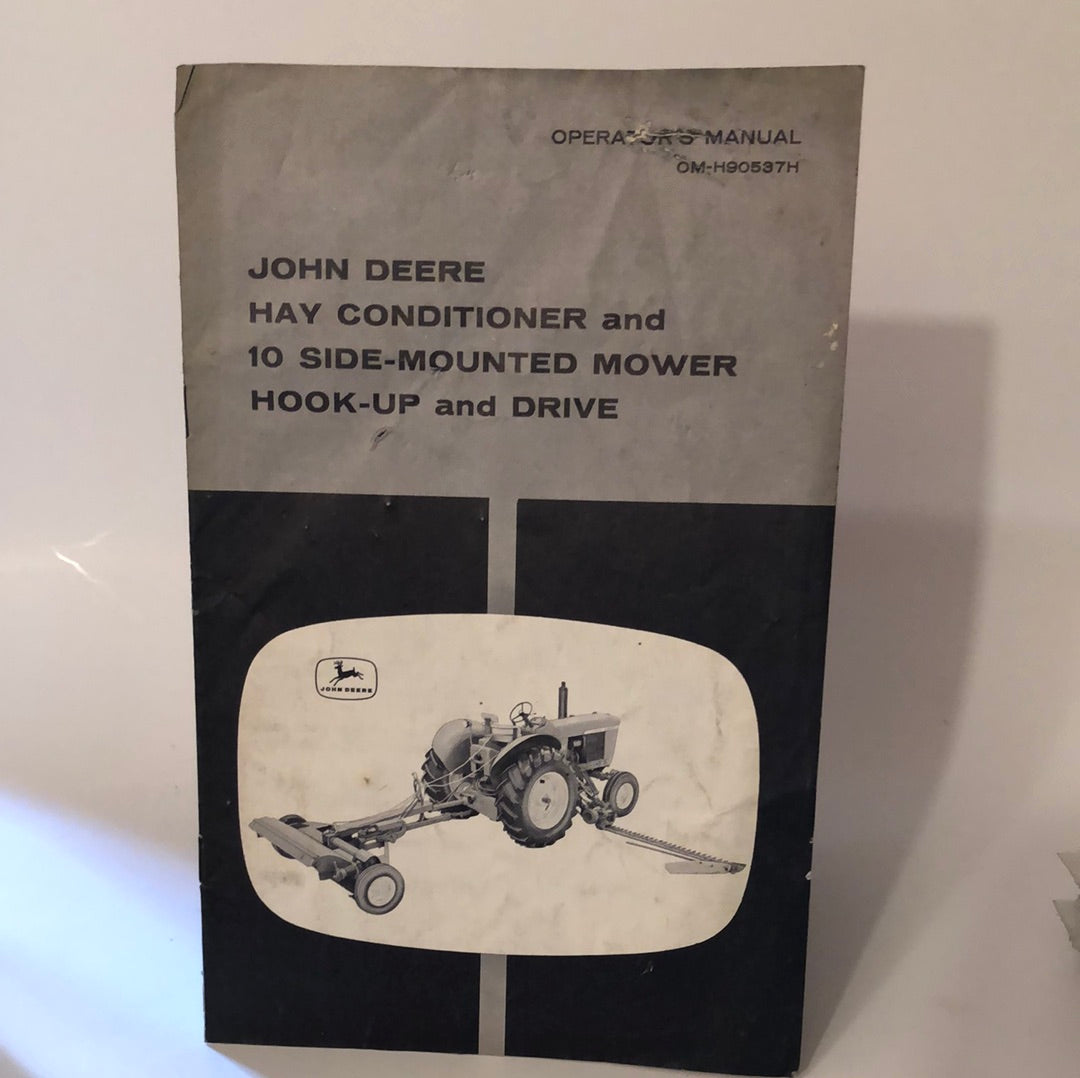 OPERATOR'S MANUAL
OM-H90537H
JOHN DEERE
HAY CONDITIONER and
10 SIDE-MOUNTED MOWER
HOOK-UP and DRIVE
JOHN DEERE